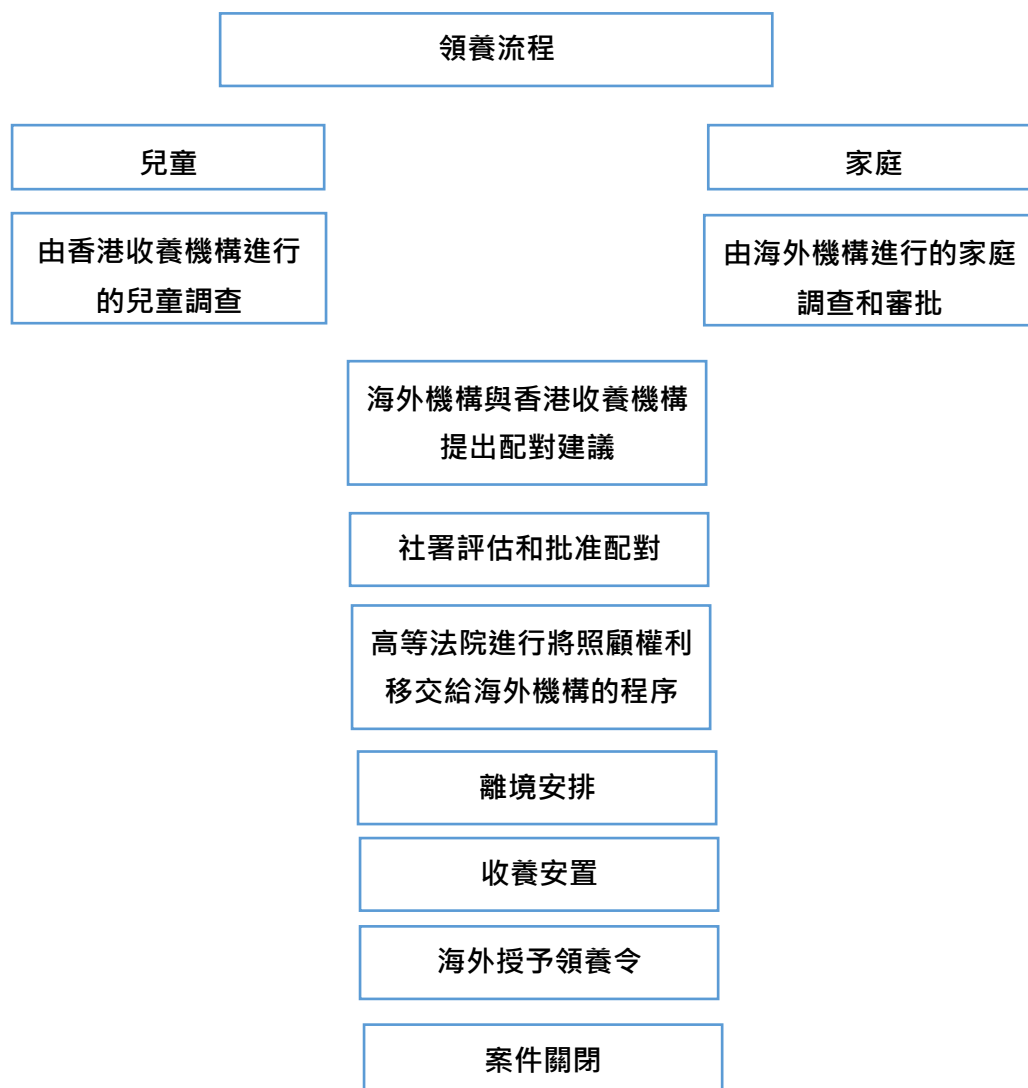 領養流程
兒童
家庭
由香港收養機構進行
的兒童調查
由海外機構進行的家庭
調查和審批
海外機構與香港收養機構
提出配對建議
社署評估和批准配對
高等法院進行將照顧權利
移交給海外機構的程序
離境安排
收養安置
海外授予領養令
案件關閉